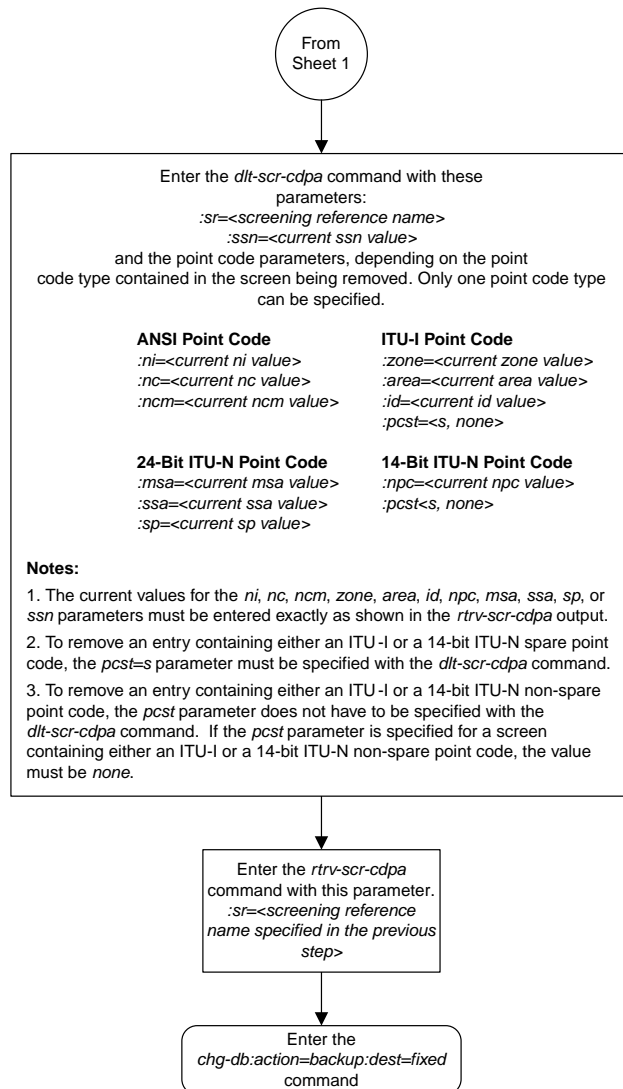 From
Sheet 1
Enter the dlt-scr-cdpa command with these
parameters:
:sr=<screening reference name>
:ssn=<current ssn value>
and the point code parameters, depending on the point
code type contained in the screen being removed. Only one point code type
can be specified.
ANSI Point Code
:ni=<current ni value>
:nc=<current nc value>
:ncm=<current ncm value>
ITU-I Point Code
:zone=<current zone value>
:area=<current area value>
:id=<current id value>
:pcst=<s, none>
24-Bit ITU-N Point Code
:msa=<current msa value>
:ssa=<current ssa value>
:sp=<current sp value>
14-Bit ITU-N Point Code
:npc=<current npc value>
:pcst<s, none>
Notes:
1. The current values for the ni, nc, ncm, zone, area, id, npc, msa, ssa, sp, or
ssn parameters must be entered exactly as shown in the rtrv-scr-cdpa output.
2. To remove an entry containing either an ITU-I or a 14-bit ITU-N spare point
code, the pcst=s parameter must be specified with the dlt-scr-cdpa command.
3. To remove an entry containing either an ITU-I or a 14-bit ITU-N non-spare
point code, the pcst parameter does not have to be specified with the
dlt-scr-cdpa command. If the pcst parameter is specified for a screen
containing either an ITU-I or a 14-bit ITU-N non-spare point code, the value
must be none.
Enter the rtrv-scr-cdpa
command with this parameter.
:sr=<screening reference
name specified in the previous
step>
Enter the
chg-db:action=backup:dest=fixed
command